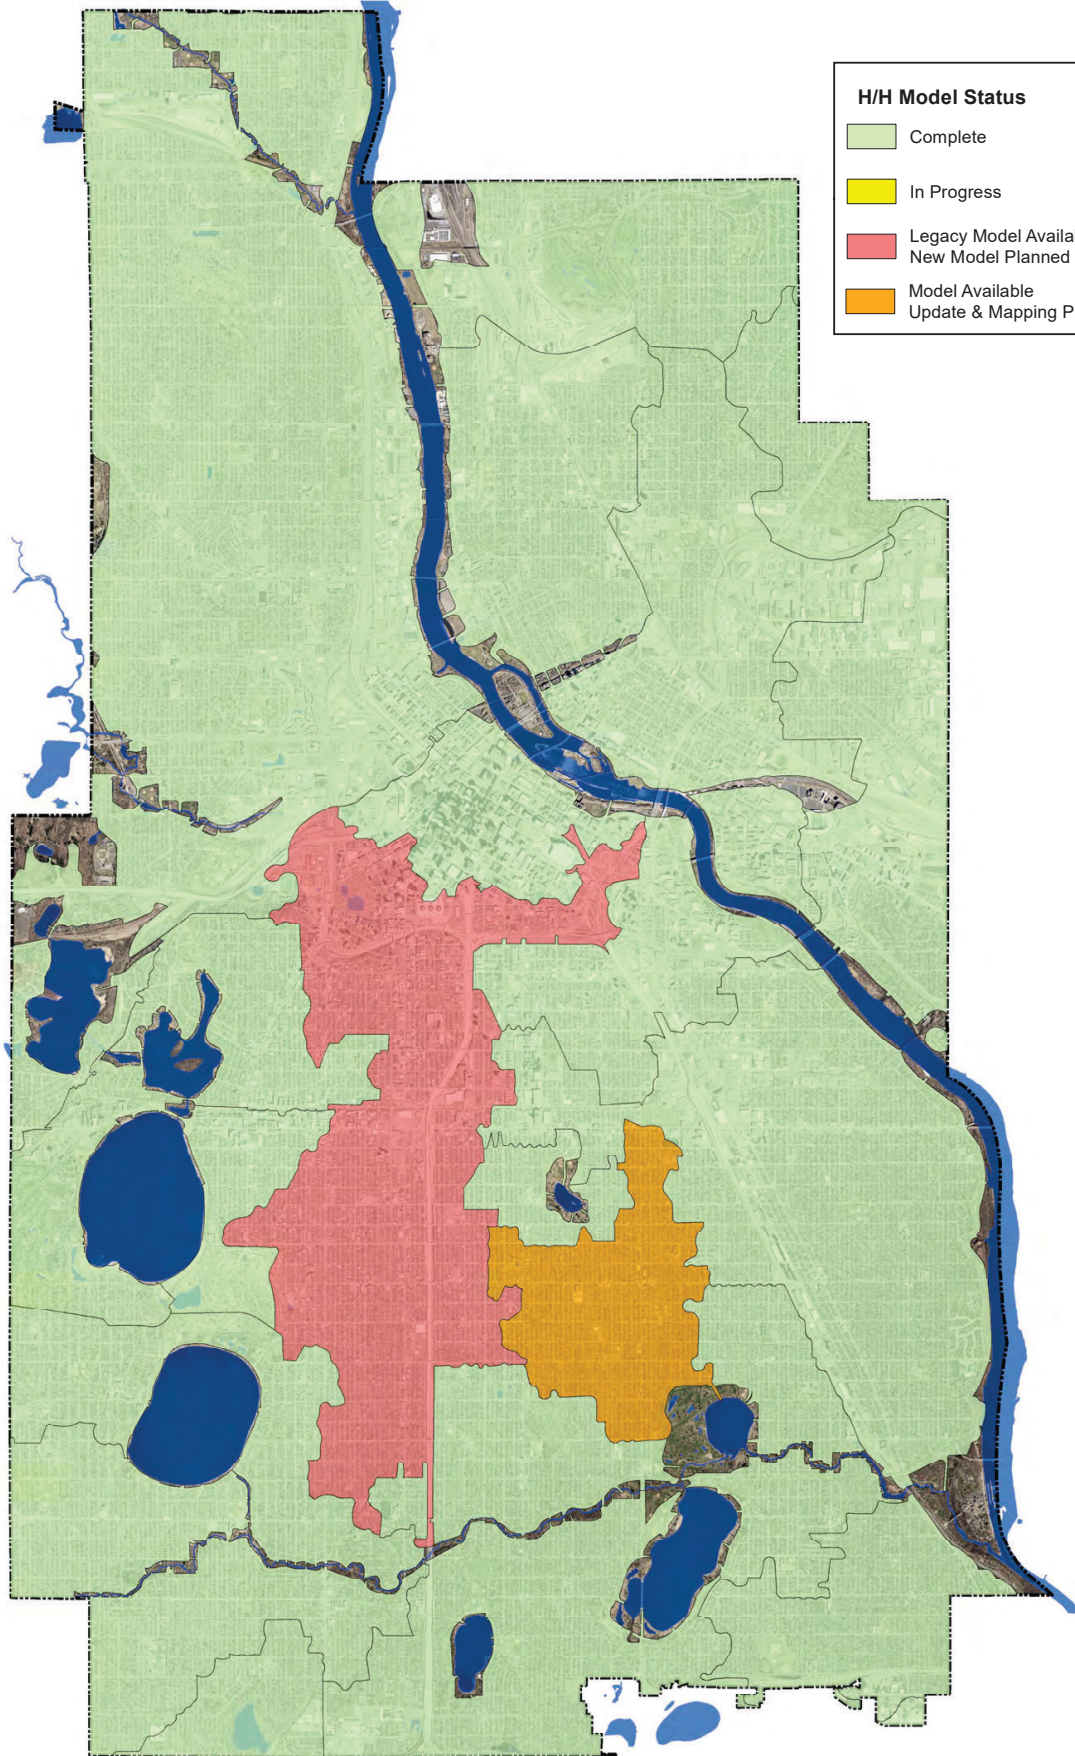 H/H Model Status
Complete
In Progress
Legacy Model Availa
New Model Planned
Model Available
Update & Mapping P